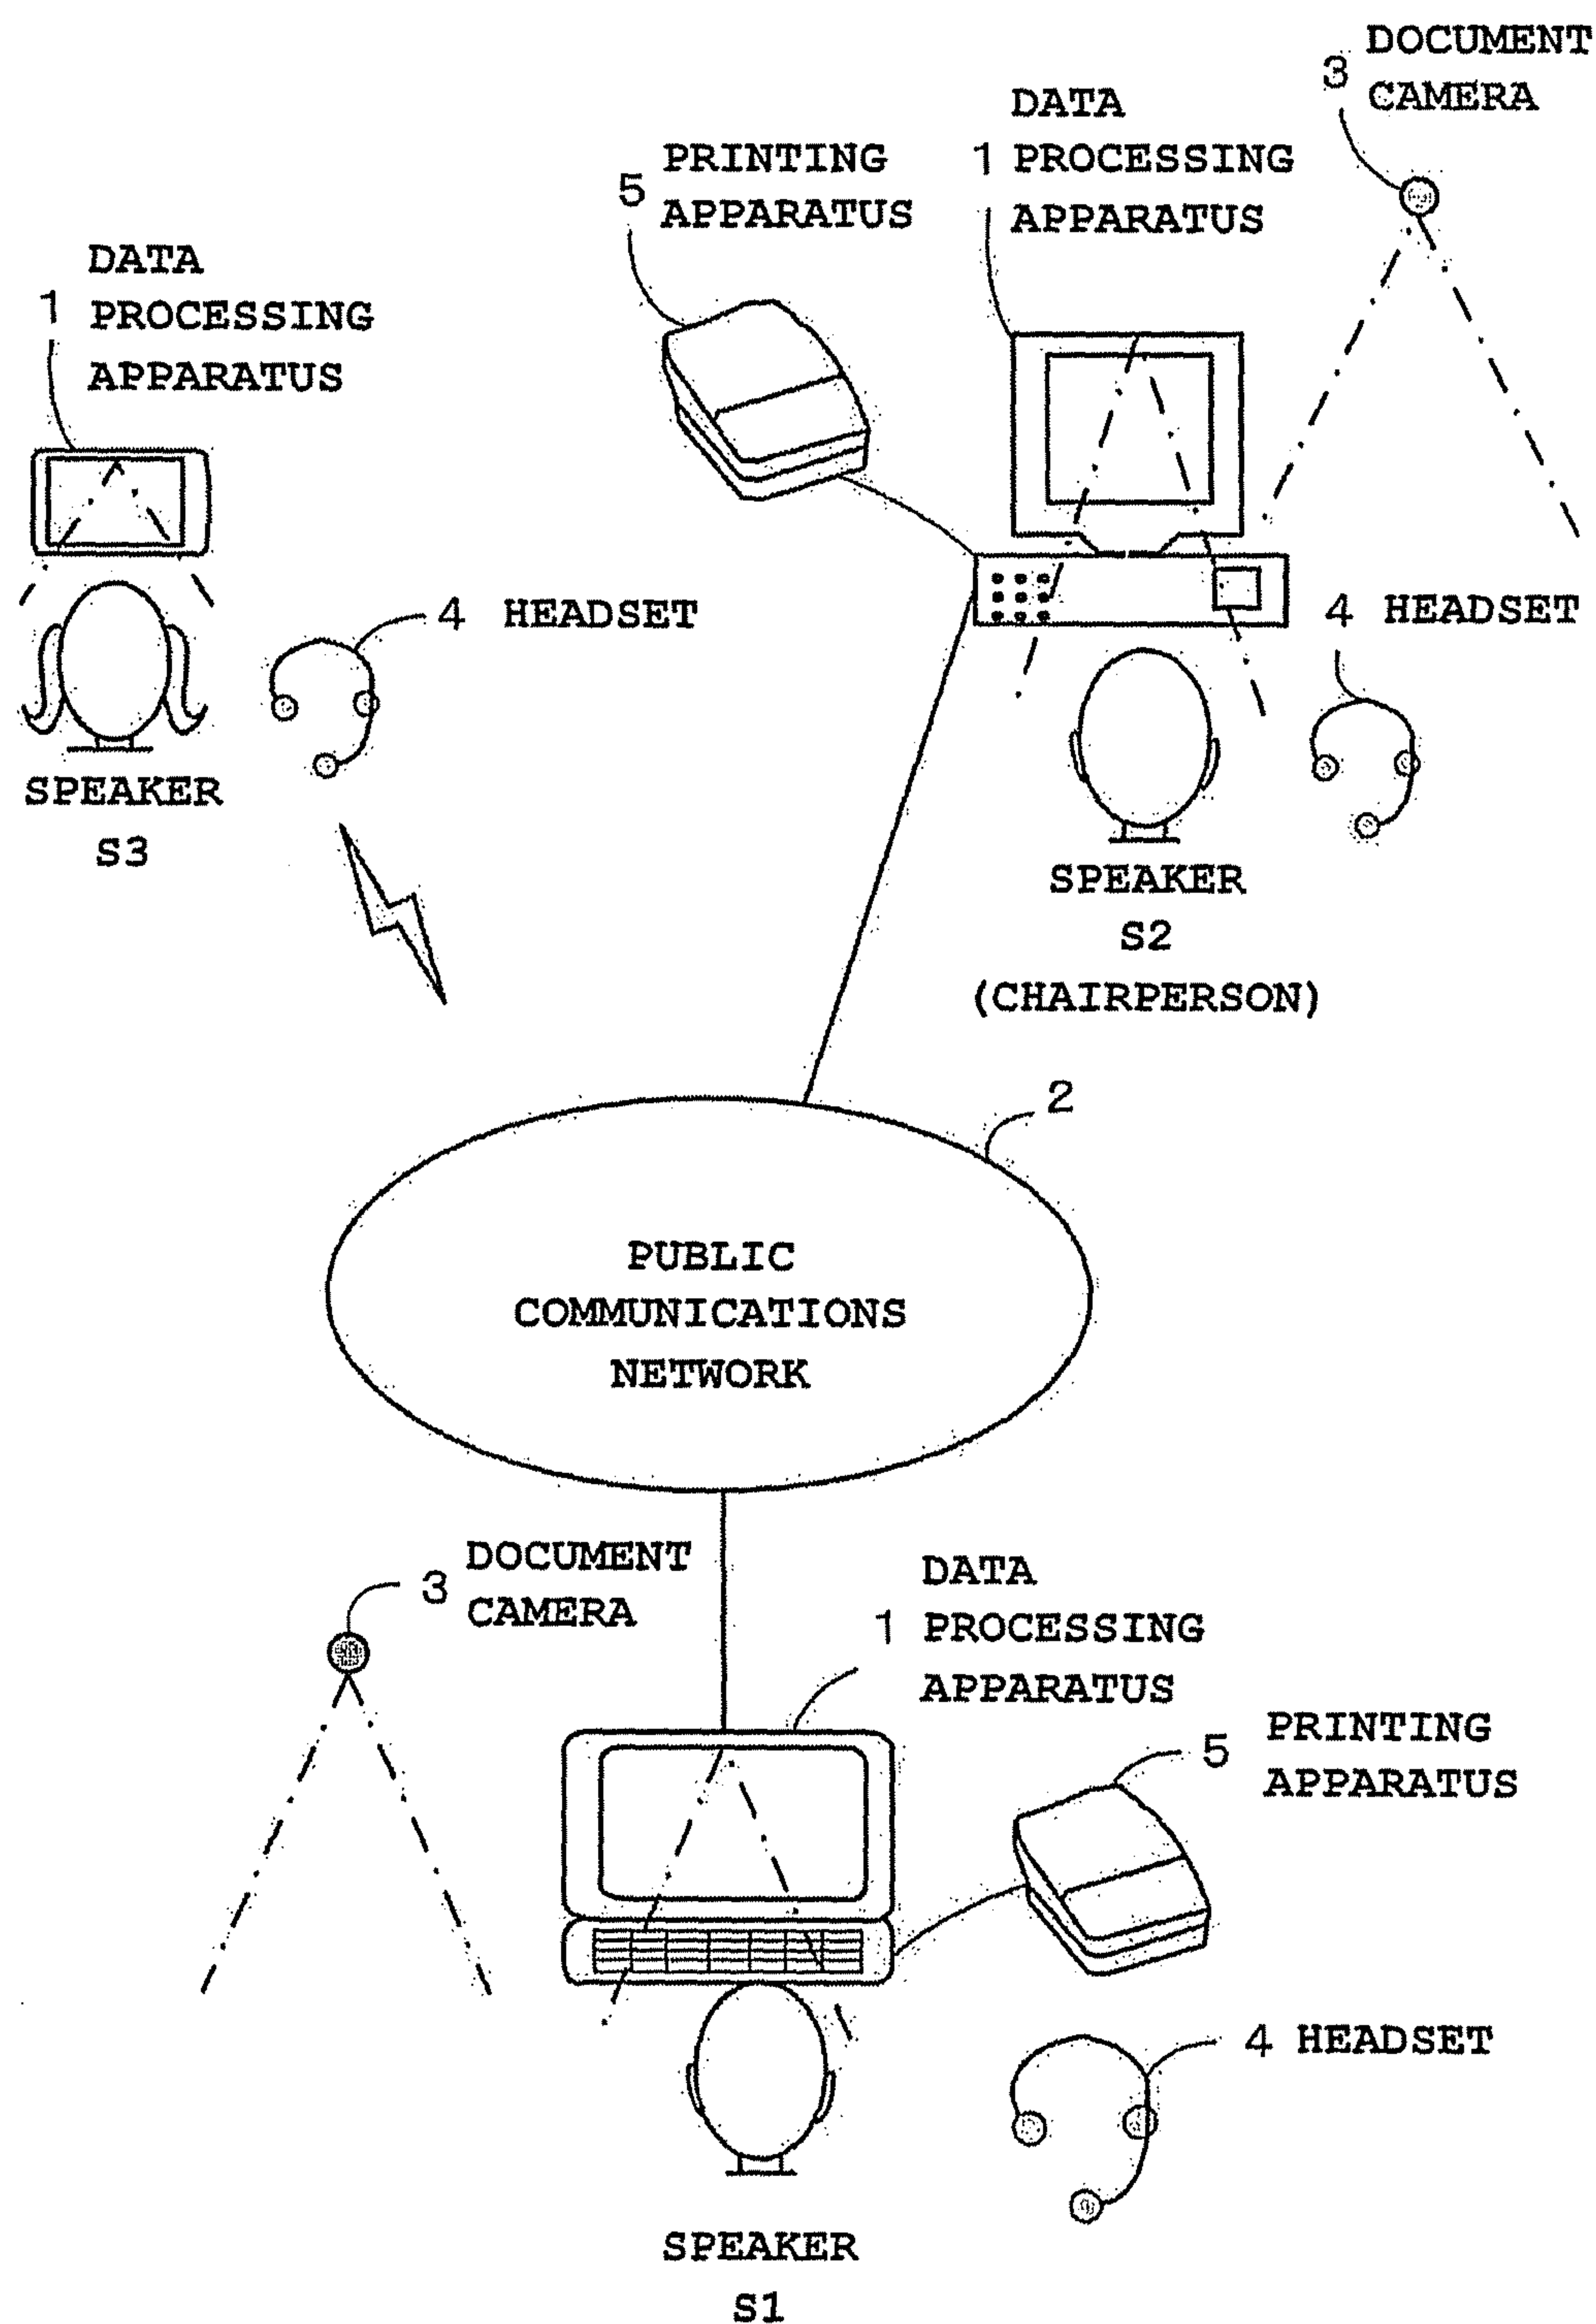 3 DOCUMENT
CAMERA
DATA
1 PROCESSING
APPARATUS
5 PRINTING
APPARATUS
DATA
1 PROCESSING
APPARATUS
4 HEADSET
4 HEADSET
SPEAKER
S3
SPEAKER
S2
(CHAIRPERSON)
2
PUBLIC
COMMUNICATIONS
NETWORK
3 DOCUMENT
CAMERA
DATA
1 PROCESSING
APPARATUS
5 PRINTING
APPARATUS
4 HEADSET
SPEAKER
S1